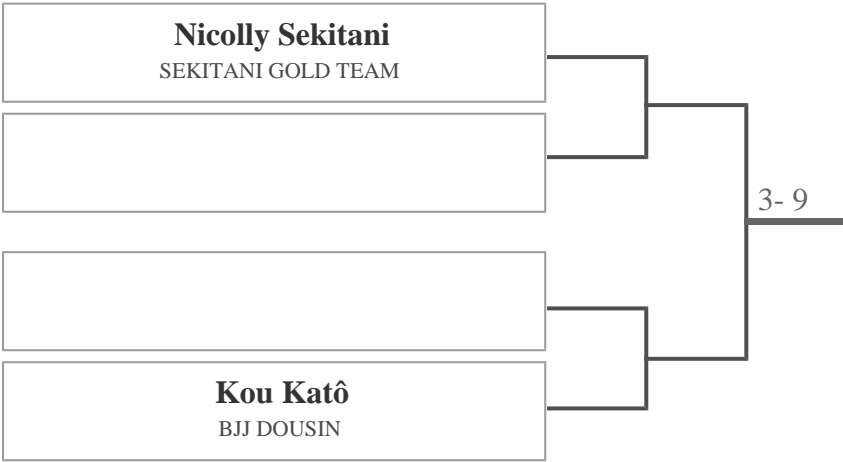 Nicolly Sekitani
SEKITANI GOLD TEAM
3- 9
Kou Katô
BJJ DOUSIN